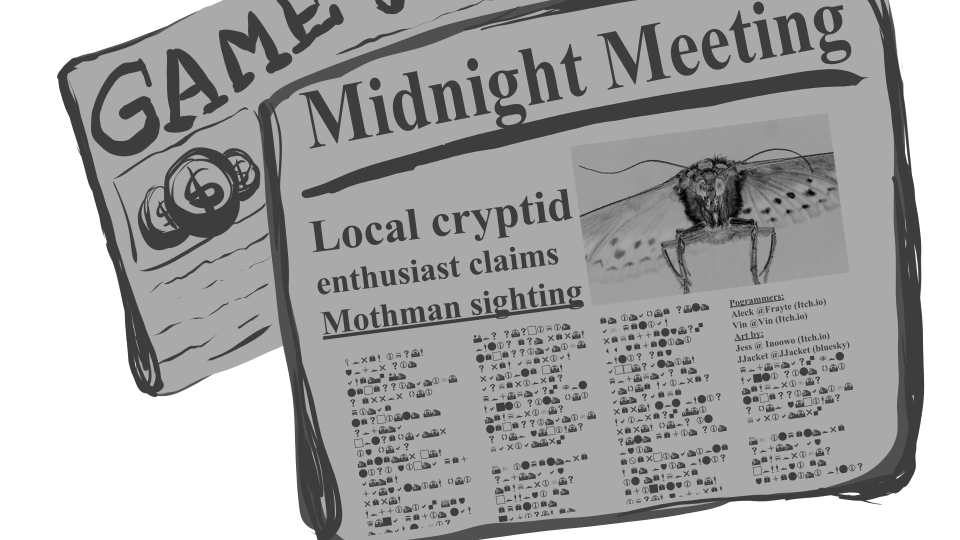 GAME
Midnight Meeting
Local cryptid
enthusiast claims
Mothman sighting
Pogrammers:
Aleck @Frayte (Itch.io)
Vin @Vin (Itch.io)
Art by:
Jess @ Inoowo (Itch.io)
JJacket @JJacket (bluesky)